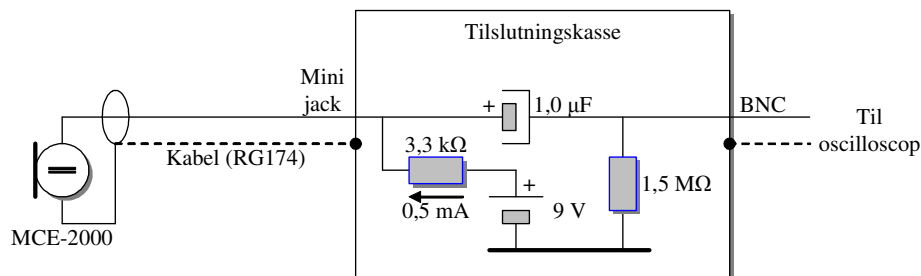 Tilslutningskasse
Mini
jack
+
1,0 µF
BNC
Til
oscilloscop
Kabel (RG174)
3,3 kΩ
0,5 mA
+
9 V
1,5 MΩ
MCE-2000